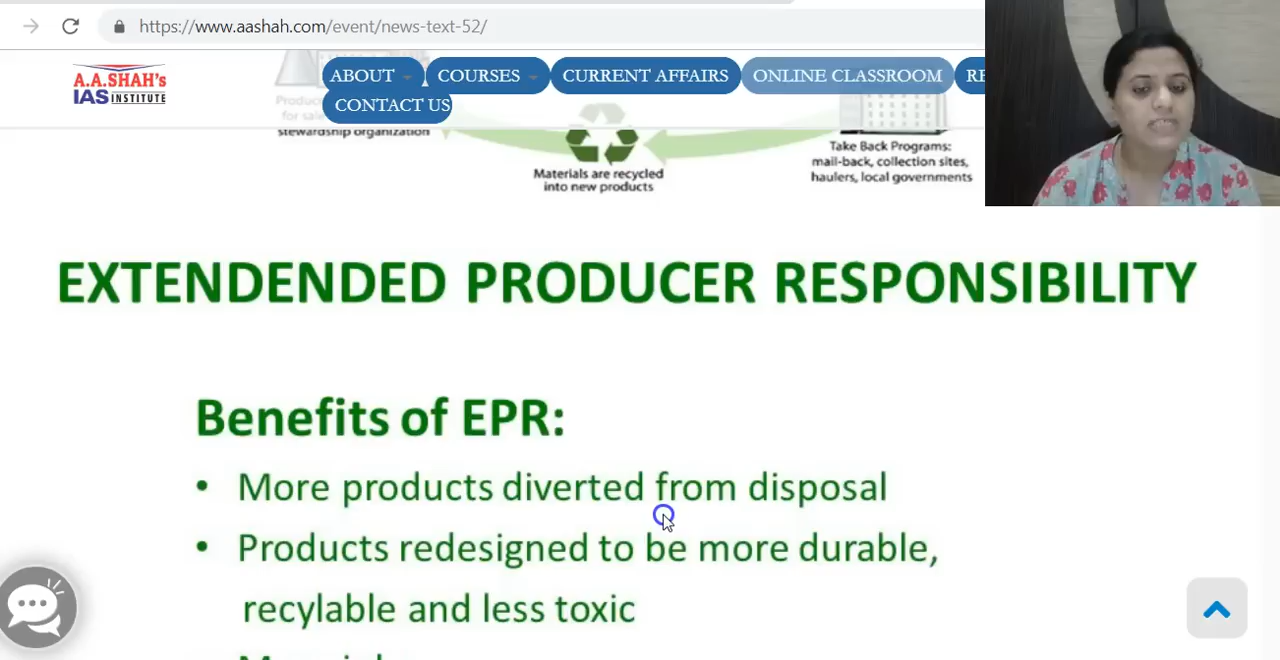 https://www.aashah.com/event/news-text-52/
A.A.SHAH's
IAS INSTITUTE
ABOUT
COURSES
CURRENT AFFAIRS
ONLINE CLASSROOM
RE
CONTACT US
for sale
stewardship organization
Materials are recycled
into new products
Take Back Programs:
mail-back, collection sites,
haulers, local governments
EXTENDENDED PRODUCER RESPONSIBILITY
Benefits of EPR:
• More products diverted from disposal
• Products redesigned to be more durable,
recylable and less toxic